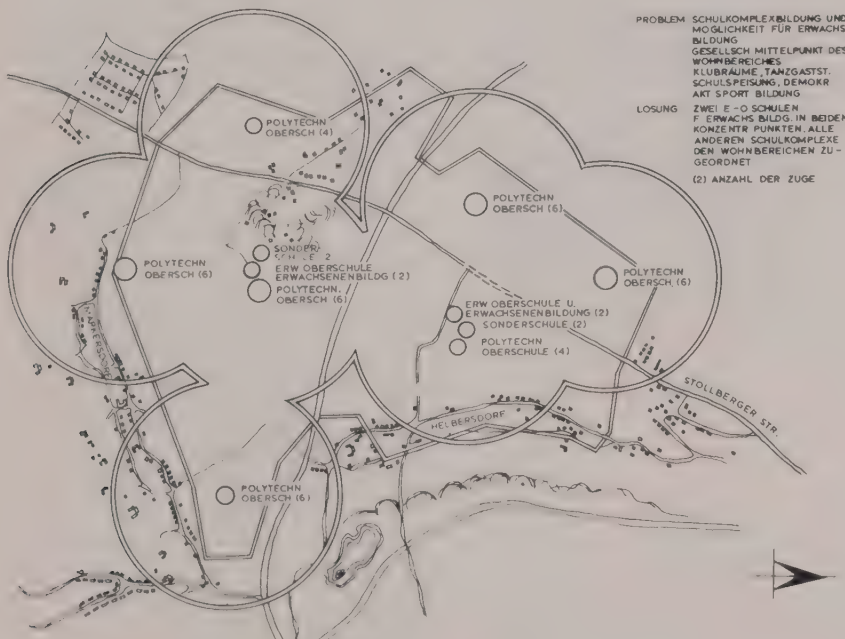 PROBLEM SCHULKOMPLEXBILDUNG UND
MOGLICHKEIT FÜR ERWACHS
BILDUNG
GESELLSCH MITTELPUNKT DES
WOHNBEREICHES
KLUBRÄUME, TANZGASTST.
SCHULSPEISUNG, DEMOKR
AKT SPORT BILDUNG
LOSUNG ZWEI E-O SCHULEN
F ERWACHS BILDG. IN BEIDEN
KONZENTR PUNKTEN. ALLE
ANDEREN SCHULKOMPLEXE
DEN WOHNBEREICHEN ZU-
GEORDNET
(2) ANZAHL DER ZUGE
POLYTECHN
OBERSCH (4)
POLYTECHN
OBERSCH (6)
POLYTECHN
OBERSCH (6)
SONDER
2
ERW OBERSCHULE
ERWACHSENENBILDG (2)
POLYTECHN.
OBERSCH (6)
POLYTECHN
OBERSCH (6)
ERW OBERSCHULE U.
ERWACHSENENBILDUNG (2)
SONDERSCHULE (2)
POLYTECHN
OBERSCHULE (4)
STOLLBERGER STR.
HELBERSDORF
POLYTECHN
OBERSCH (6)